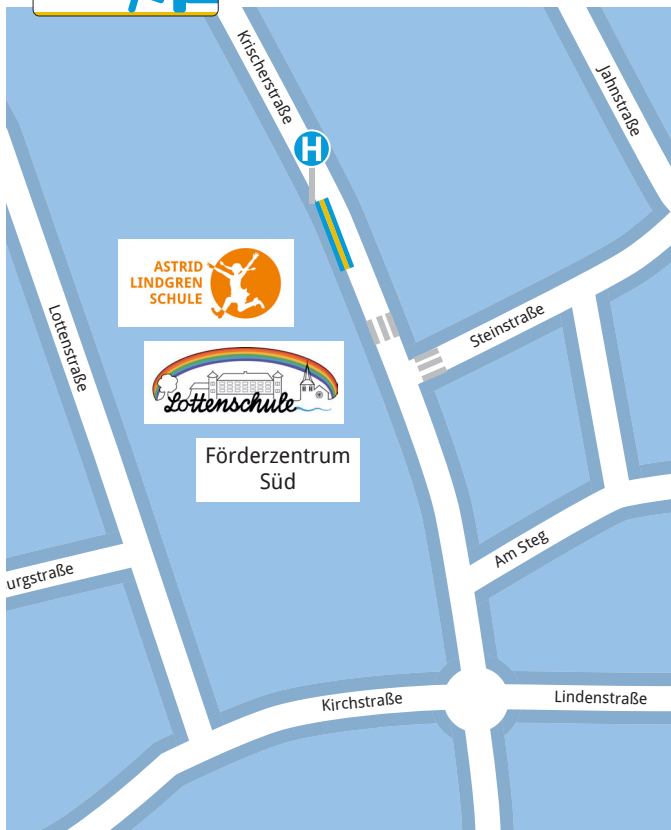 Krischerstraße
Jahnstraße
H
ASTRID
LINDGREN
SCHULE
Steinstraße
Lottenstraße
Lottenschule
Förderzentrum
Süd
Am Steg
urgstraße
Kirchstraße
Lindenstraße